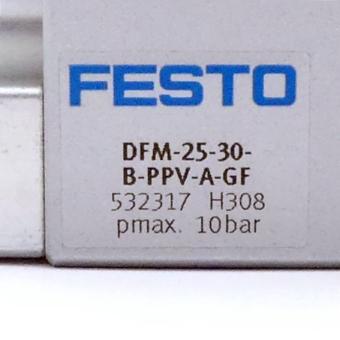 FESTO
DFM-25-30-
B-PPV-A-GF
532317 H308
pmax. 10bar